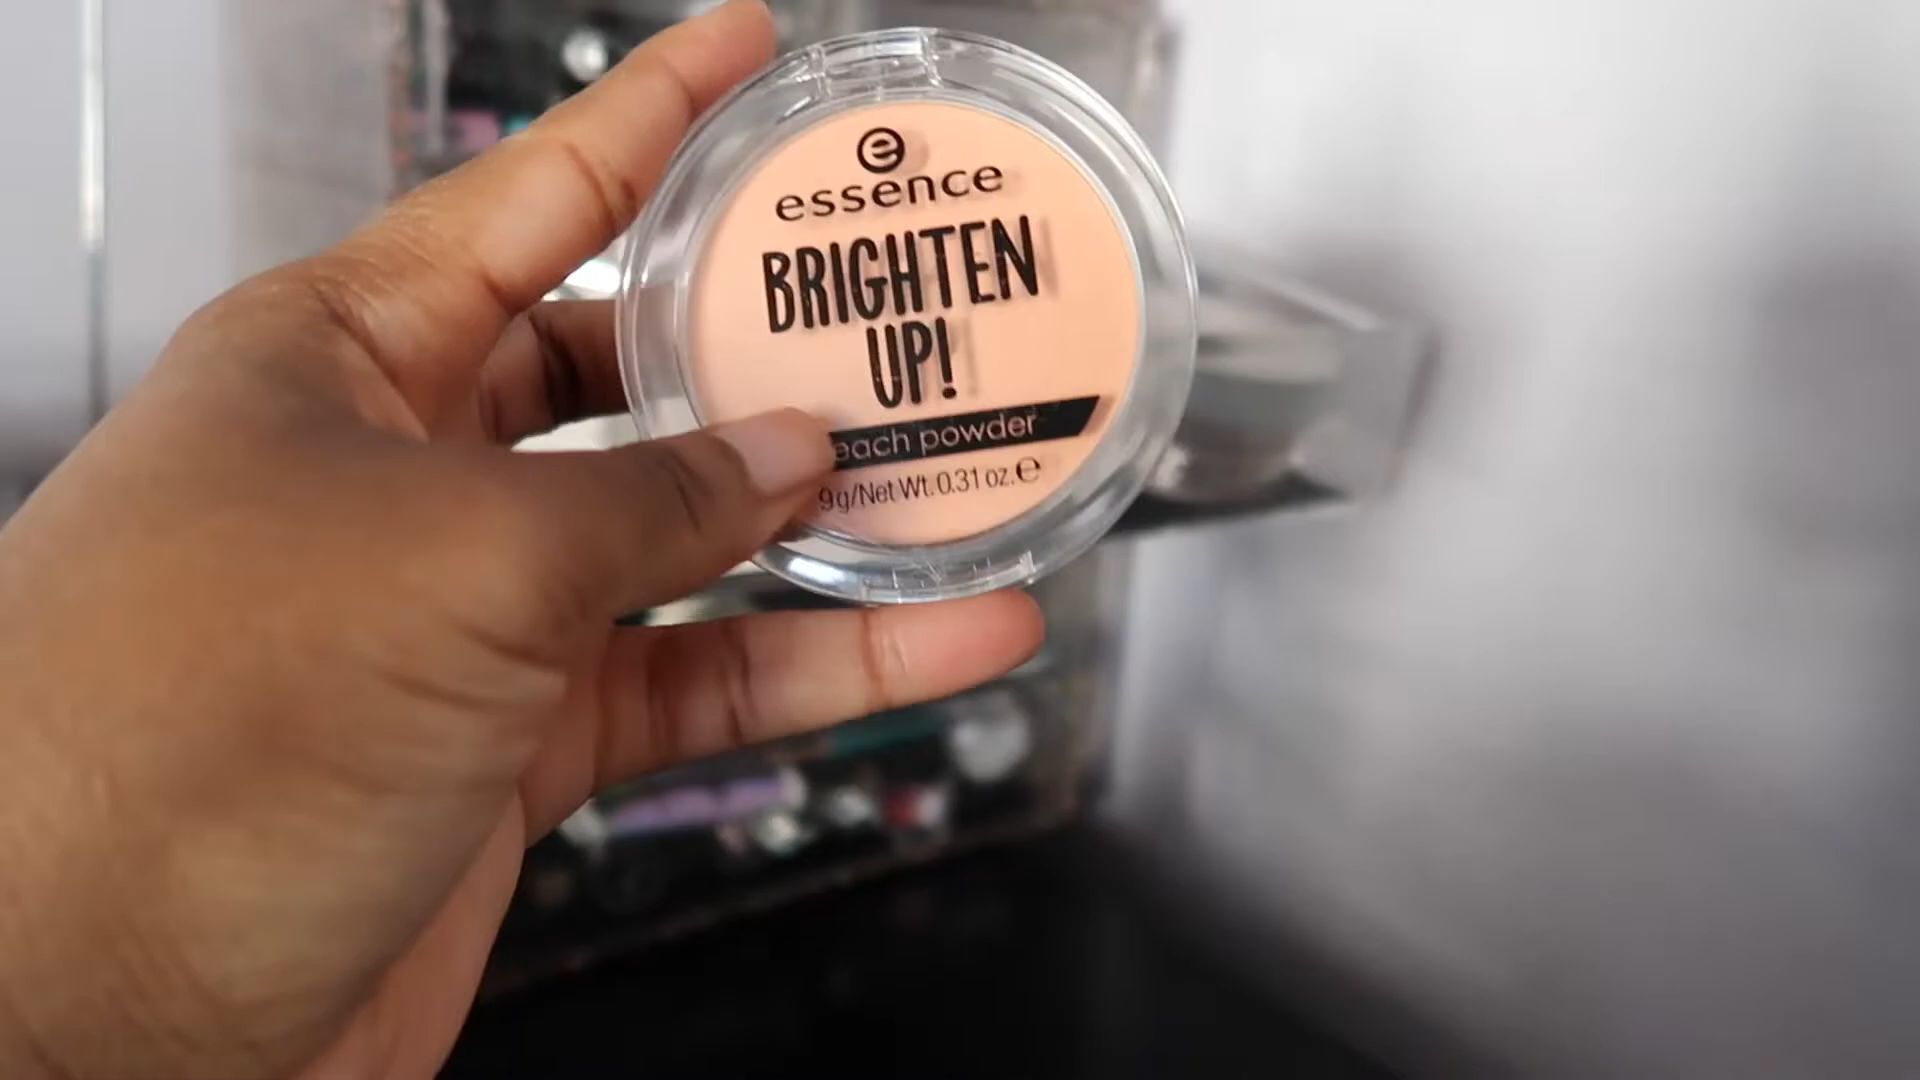 e
essence
BRIGHTEN
UP!
each powder
9g/Net Wt. 0.31 oz. ℮